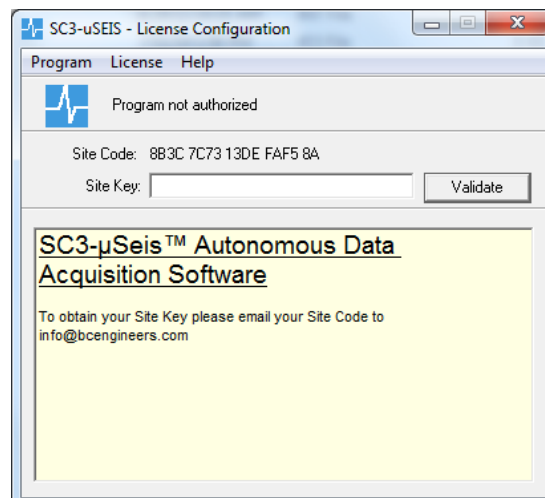 SC3-uSEIS - License Configuration
Program License Help
Program not authorized
Site Code: 8B3C 7C73 13DE FAF5 8A
Site Key:
Validate
SC3-µSeis™ Autonomous Data
Acquisition Software
To obtain your Site Key please email your Site Code to
info@bcengineers.com